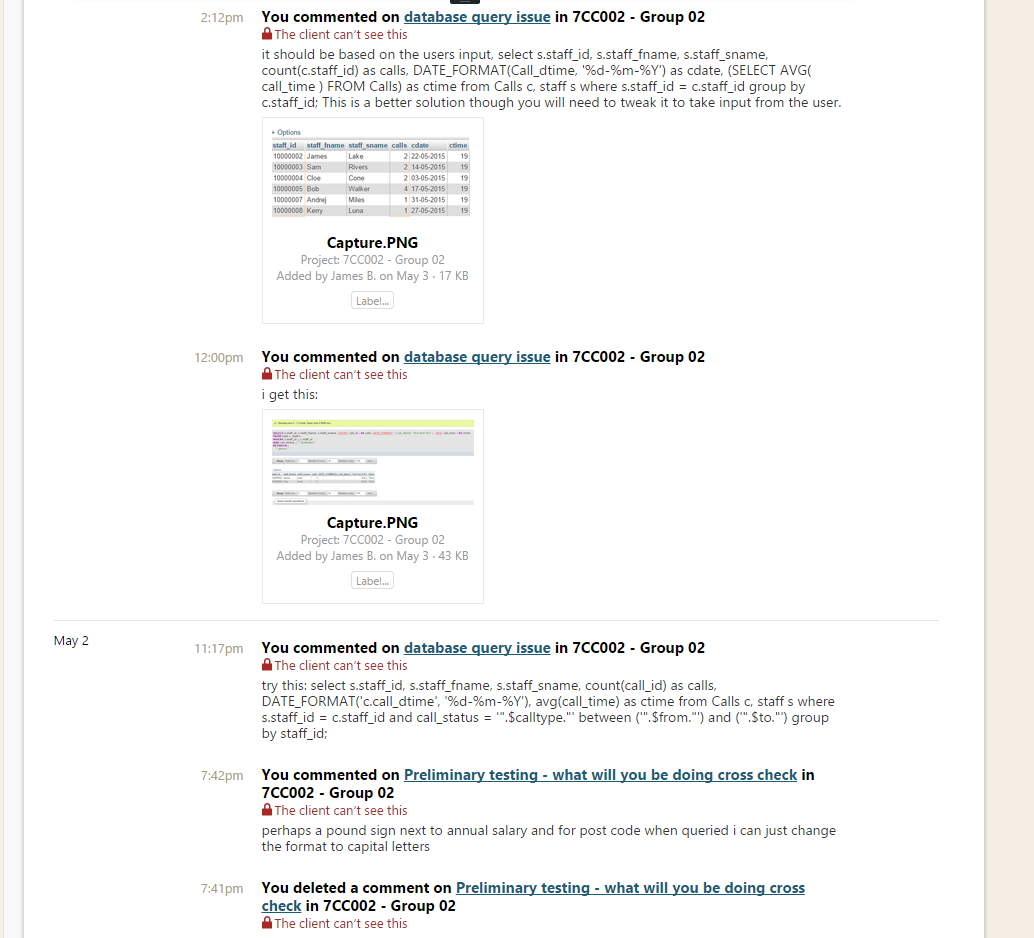 2:12pm You commented on database query issue in 7CC002 - Group 02
The client can't see this
it should be based on the users input, select s.staff_id, s.staff_fname, s.staff_sname,
count(c.staff_id) as calls, DATE_FORMAT(Call_dtime, '%d-%m-%Y') as cdate, (SELECT AVG(
call_time ) FROM Calls) as ctime from Calls c, staff s where s.staff_id = c.staff_id group by
c.staff_id; This is a better solution though you will need to tweak it to take input from the user.
Options
staff_id staff_fname staff_sname calls cdate ctime
10000002 James Lake 2 22-05-2015 19
10000003 Sam Rivers 2 14-05-2015 19
10000004 Cloe Cone 2 03-05-2015 19
10000005 Bob Walker 4 17-05-2015 19
10000007 Andrej Miles 1 31-05-2015 19
10000008 Kerry Luna 1 27-05-2015 19
Capture.PNG
Project: 7CC002 - Group 02
Added by James B. on May 3 · 17 KB
Label...
12:00pm You commented on database query issue in 7CC002 - Group 02
The client can't see this
i get this:
Capture.PNG
Project: 7CC002 - Group 02
Added by James B. on May 3 · 43 KB
Label...
May 2
11:17pm You commented on database query issue in 7CC002 - Group 02
The client can't see this
try this: select s.staff_id, s.staff_fname, s.staff_sname, count(call_id) as calls,
DATE_FORMAT('c.call_dtime', '%d-%m-%Y'), avg(call_time) as ctime from Calls c, staff s where
s.staff_id = c.staff_id and call_status = '".$calltype."' between ('".$from."') and ('".$to."') group
by staff_id;
7:42pm You commented on Preliminary testing - what will you be doing cross check in
7CC002 - Group 02
The client can't see this
perhaps a pound sign next to annual salary and for post code when queried i can just change
the format to capital letters
7:41pm You deleted a comment on Preliminary testing - what will you be doing cross
check in 7CC002 - Group 02
The client can't see this